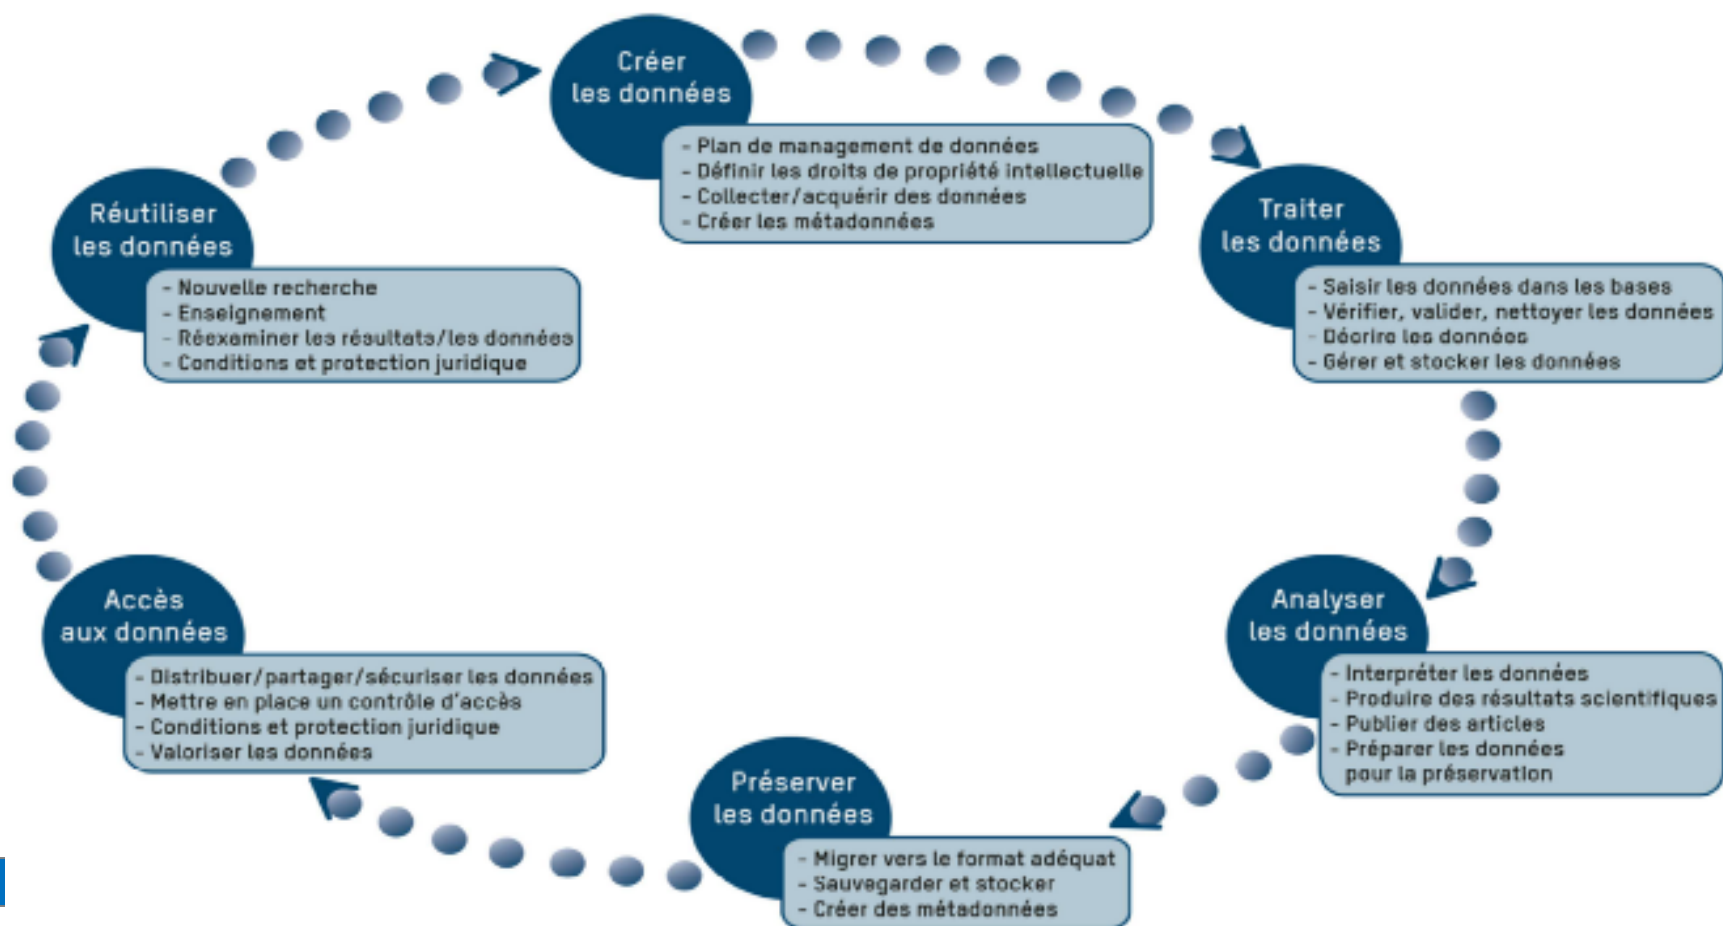 Créer
les données
- Plan de management de données
- Définir les droits de propriété intellectuelle
- Collecter/acquérir des données
- Créer les métadonnées
Traiter
les données
- Saisir les données dans les bases
- Vérifier, valider, nettoyer les données
- Décrire les données
- Gérer et stocker les données
Analyser
les données
- Interpréter les données
- Produire des résultats scientifiques
- Publier des articles
- Préparer les données
pour la préservation
Préserver
les données
- Migrer vers le format adéquat
- Sauvegarder et stocker
- Créer des métadonnées
Accès
aux données
- Distribuer/partager/sécuriser les données
- Mettre en place un contrôle d'accès
- Conditions et protection juridique
- Valoriser les données
Réutiliser
les données
- Nouvelle recherche
- Enseignement
- Réexaminer les résultats/les données
- Conditions et protection juridique